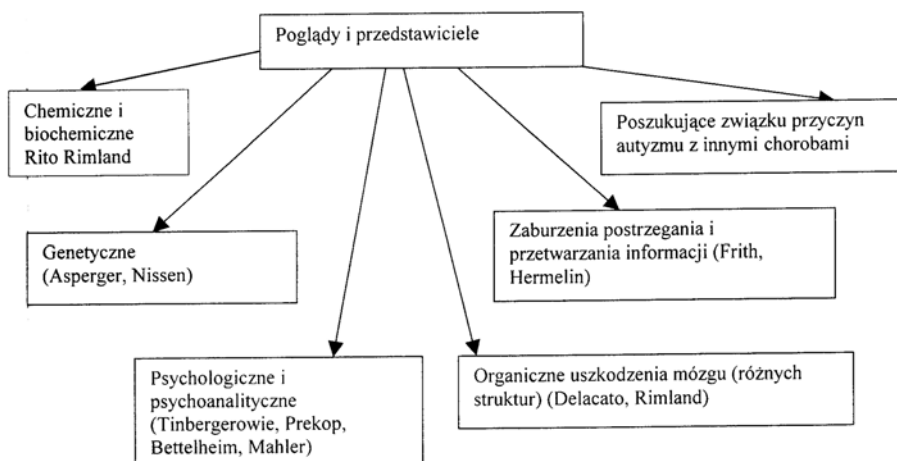 Poglądy i przedstawiciele
Chemiczne i
biochemiczne
Rito Rimland
Poszukujące związku przyczyn
autyzmu z innymi chorobami
Genetyczne
(Asperger, Nissen)
Zaburzenia postrzegania i
przetwarzania informacji (Frith,
Hermelin)
Psychologiczne i
psychoanalityczne
(Tinbergerowie, Prekop,
Bettelheim, Mahler)
Organiczne uszkodzenia mózgu (różnych
struktur) (Delacato, Rimland)